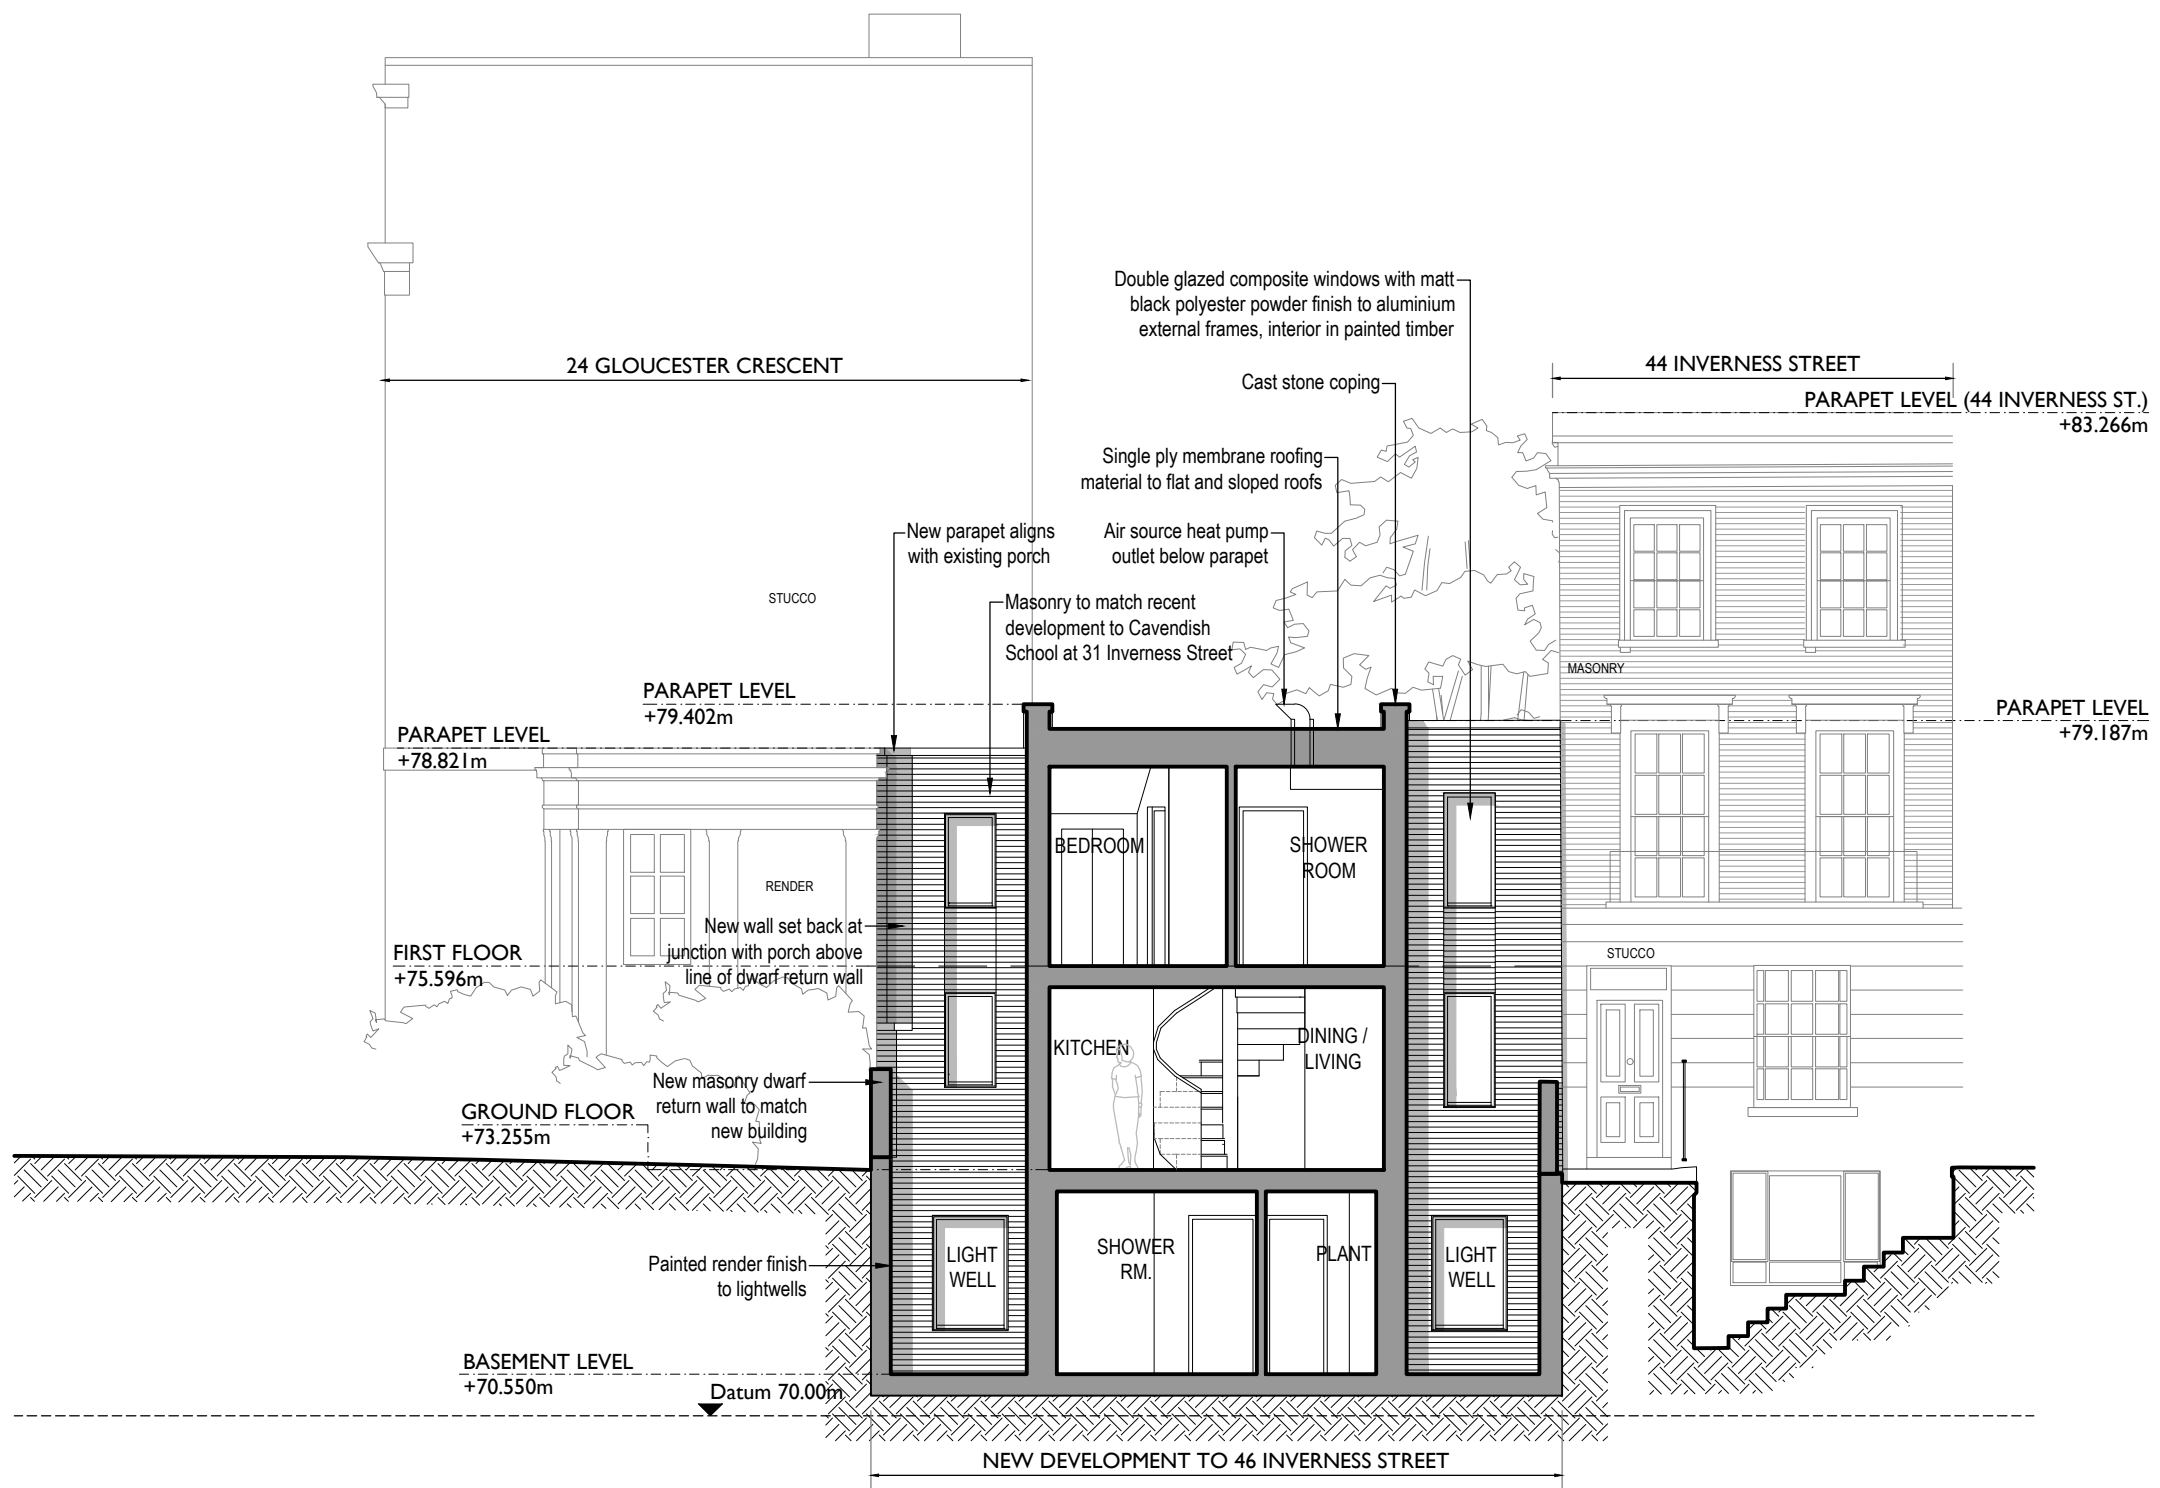 Double glazed composite windows with matt
black polyester powder finish to aluminium
external frames, interior in painted timber
24 GLOUCESTER CRESCENT
44 INVERNESS STREET
Cast stone coping
PARAPET LEVEL (44 INVERNESS ST.)
+83.266m
Single ply membrane roofing
material to flat and sloped roofs
New parapet aligns
with existing porch
Air source heat pump
outlet below parapet
STUCCO
Masonry to match recent
development to Cavendish
School at 31 Inverness Street
MASONRY
PARAPET LEVEL
+79.402m
PARAPET LEVEL
+79.187m
PARAPET LEVEL
+78.821m
BEDROOM
SHOWER
ROOM
RENDER
New wall set back at
junction with porch above
line of dwarf return wall
FIRST FLOOR
+75.596m
STUCCO
KITCHEN
DINING /
LIVING
New masonry dwarf
return wall to match
new building
GROUND FLOOR
+73.255m
LIGHT
WELL
SHOWER
RM.
PLANT
LIGHT
WELL
Painted render finish
to lightwells
BASEMENT LEVEL
+70.550m
Datum 70.00m
NEW DEVELOPMENT TO 46 INVERNESS STREET